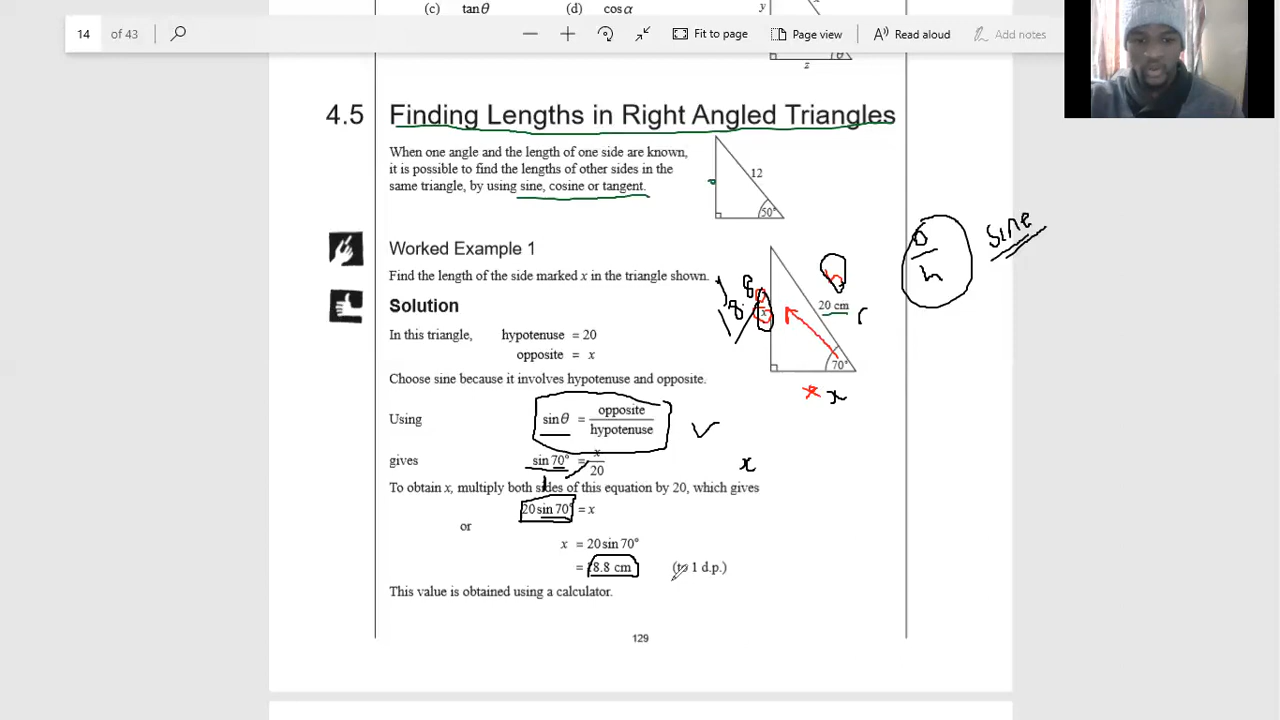 (c) tanθ (d) cosα y
14 of 43 Fit to page Page view Read aloud Add notes
z θ
4.5 Finding Lengths in Right Angled Triangles
When one angle and the length of one side are known,
it is possible to find the lengths of other sides in the
same triangle, by using sine, cosine or tangent.
12
50°
Worked Example 1
Find the length of the side marked x in the triangle shown.
Solution
In this triangle, hypotenuse = 20
opposite = x
Choose sine because it involves hypotenuse and opposite.
Using sinθ = opposite
hypotenuse
gives sin 70° = x
20
To obtain x, multiply both sides of this equation by 20, which gives
20 sin 70° = x
or
x = 20 sin 70°
= 8.8 cm (to 1 d.p.)
This value is obtained using a calculator.
129
h
20 cm
70°
x
x
o
h
sine